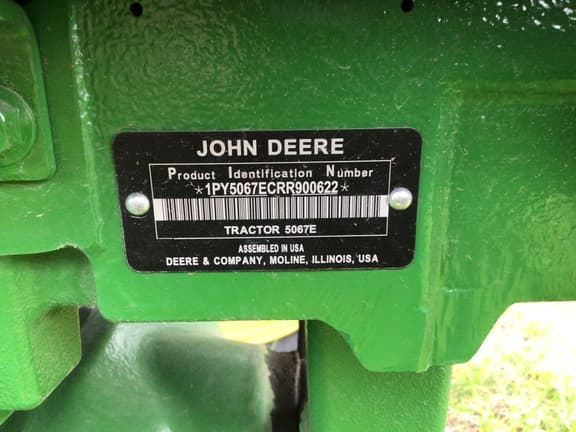 JOHN DEERE
Product Identification Number
*1PY5067ECRR900622*
TRACTOR 5067E
ASSEMBLED IN USA
DEERE & COMPANY, MOLINE, ILLINOIS, USA